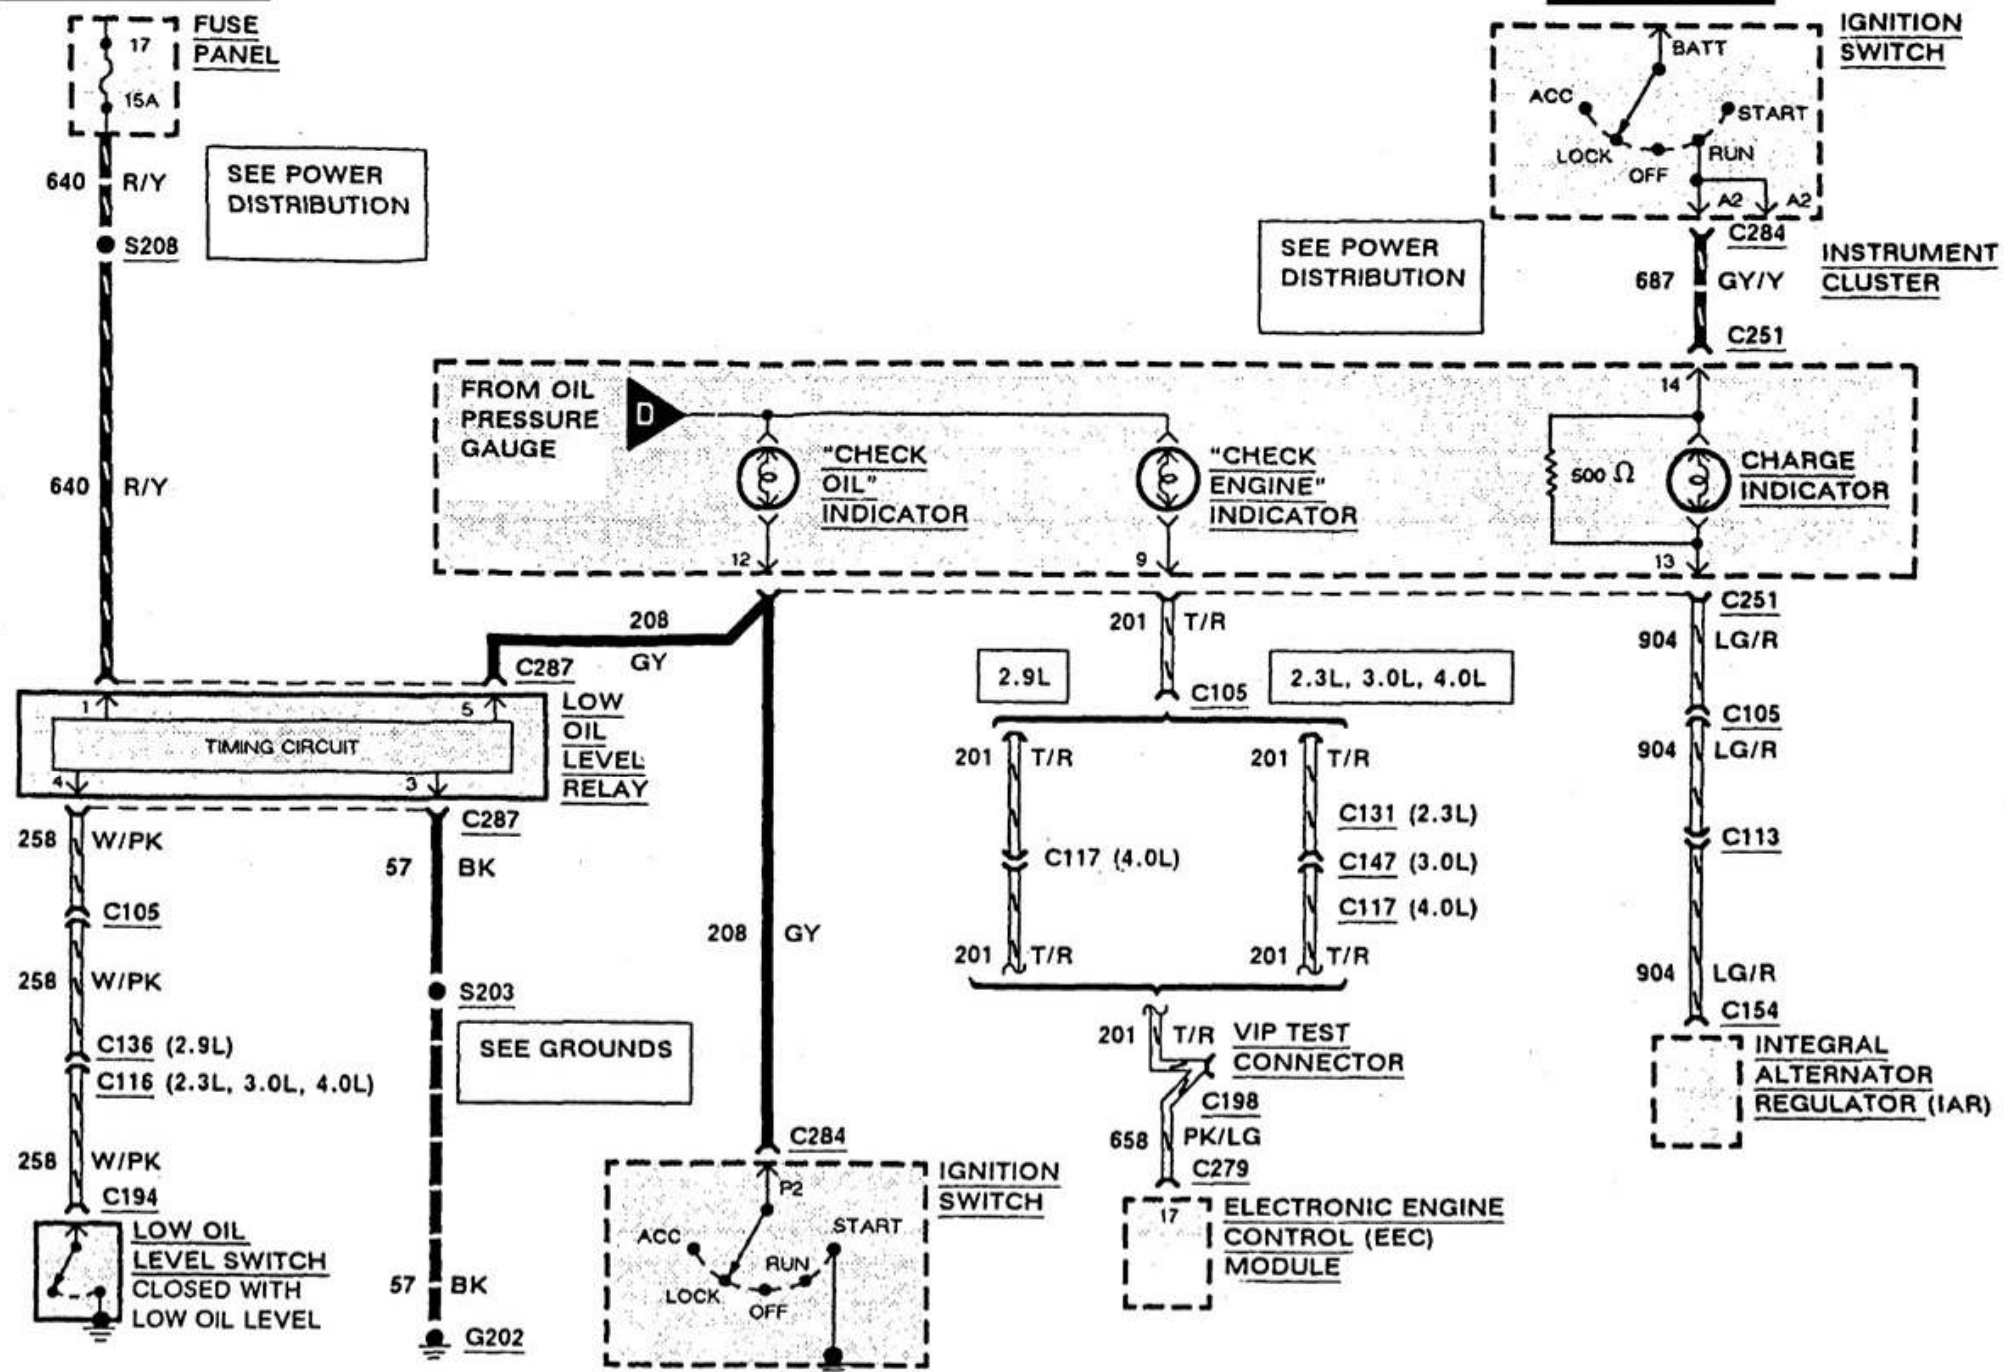 FUSE
PANEL
17
15A
640 R/Y
S208
SEE POWER
DISTRIBUTION
640 R/Y
IGNITION
SWITCH
BATT
ACC
START
LOCK
RUN
OFF
A2 A2
C284
SEE POWER
DISTRIBUTION
687 GY/Y
INSTRUMENT
CLUSTER
C251
FROM OIL
PRESSURE
GAUGE
D
"CHECK
OIL"
INDICATOR
12
"CHECK
ENGINE"
INDICATOR
9
14
500 Ω
CHARGE
INDICATOR
13
C251
208
GY
C287
1
5
TIMING CIRCUIT
4
3
LOW
OIL
LEVEL
RELAY
C287
258 W/PK
C105
258 W/PK
C136 (2.9L)
C116 (2.3L, 3.0L, 4.0L)
258 W/PK
C194
LOW OIL
LEVEL SWITCH
CLOSED WITH
LOW OIL LEVEL
57 BK
S203
SEE GROUNDS
57 BK
G202
208 GY
C284
P2
IGNITION
SWITCH
ACC
START
RUN
LOCK
OFF
201 T/R
2.9L
C105
2.3L, 3.0L, 4.0L
201 T/R
C117 (4.0L)
201 T/R
201 T/R
C131 (2.3L)
C147 (3.0L)
C117 (4.0L)
201 T/R
201 T/R
VIP TEST
CONNECTOR
C198
658 PK/LG
C279
17
ELECTRONIC ENGINE
CONTROL (EEC)
MODULE
904 LG/R
C105
904 LG/R
C113
904 LG/R
C154
INTEGRAL
ALTERNATOR
REGULATOR (IAR)